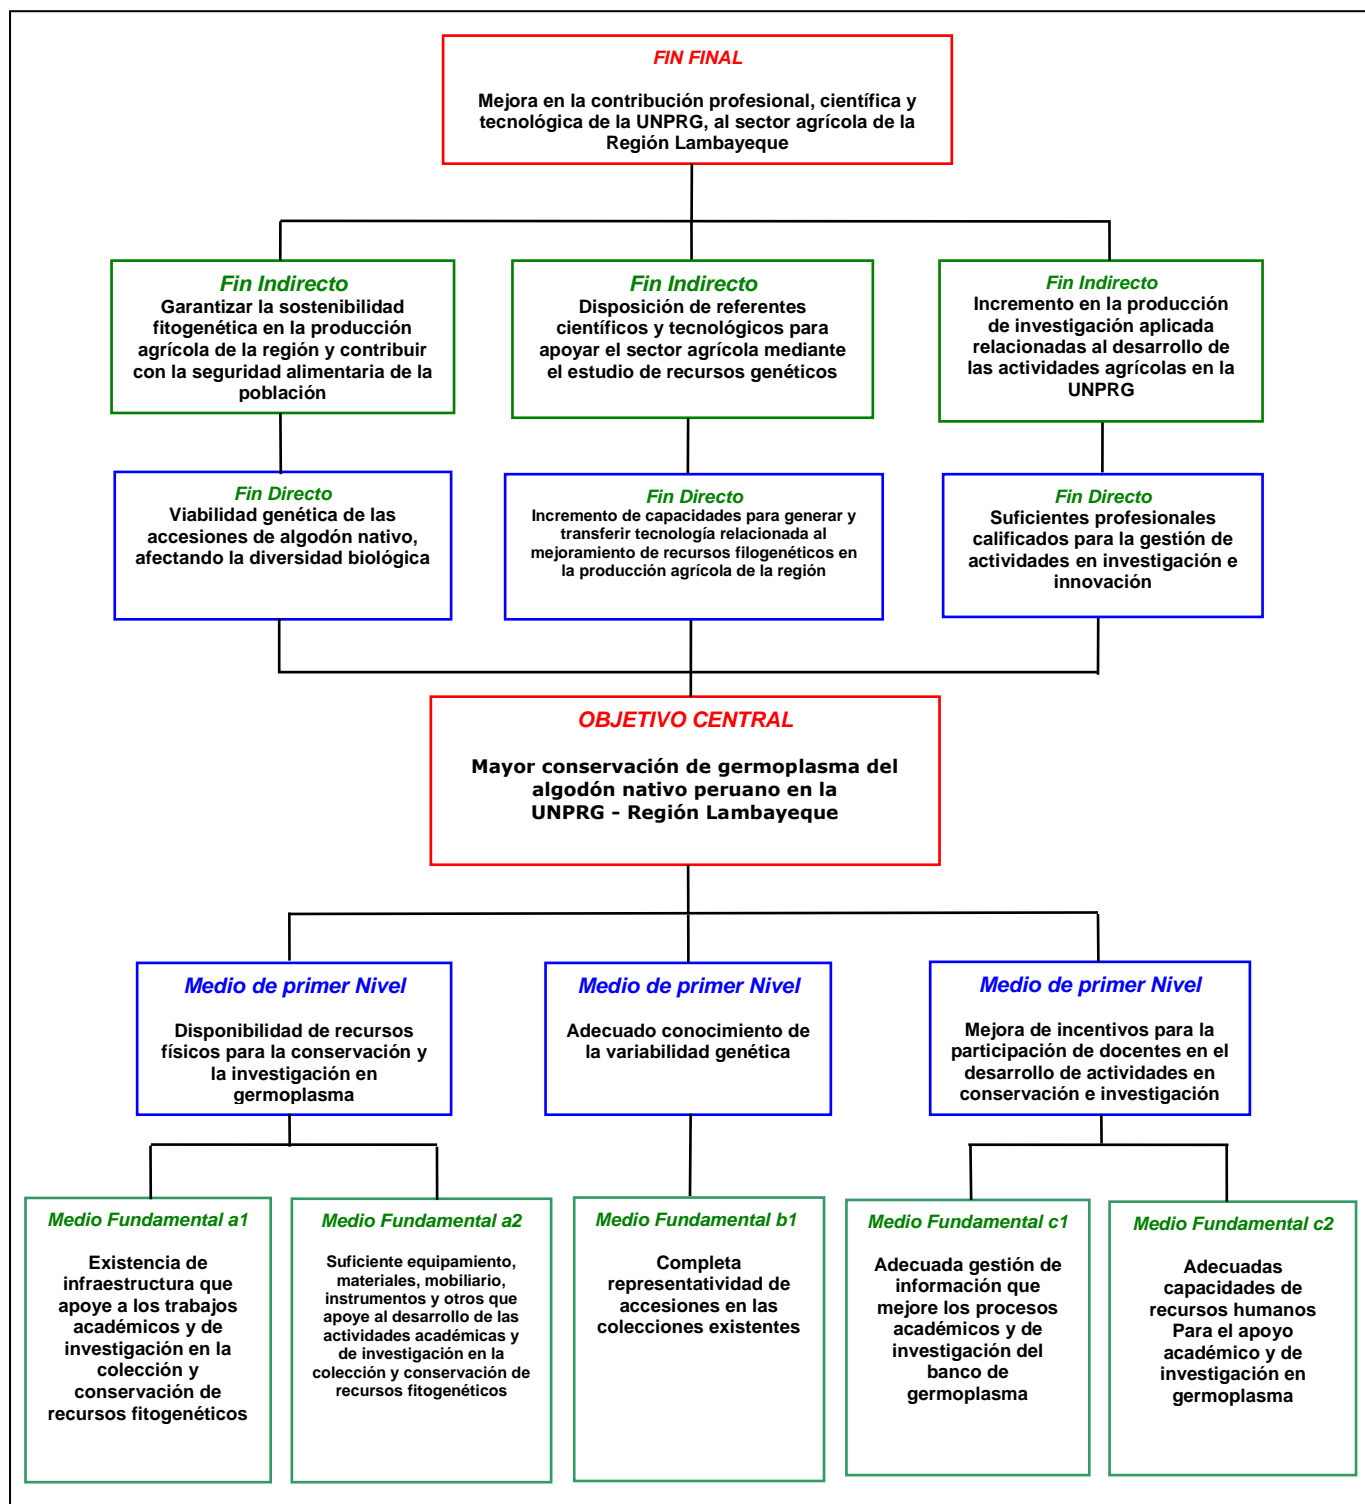 FIN FINAL
Mejora en la contribución profesional, científica y
tecnológica de la UNPRG, al sector agrícola de la
Región Lambayeque
Fin Indirecto
Garantizar la sostenibilidad
fitogenética en la producción
agrícola de la región y contribuir
con la seguridad alimentaria de la
población
Fin Indirecto
Disposición de referentes
científicos y tecnológicos para
apoyar el sector agrícola mediante
el estudio de recursos genéticos
Fin Indirecto
Incremento en la producción
de investigación aplicada
relacionadas al desarrollo de
las actividades agrícolas en la
UNPRG
Fin Directo
Viabilidad genética de las
accesiones de algodón nativo,
afectando la diversidad biológica
Fin Directo
Incremento de capacidades para generar y
transferir tecnología relacionada al
mejoramiento de recursos filogenéticos en
la producción agrícola de la región
Fin Directo
Suficientes profesionales
calificados para la gestión de
actividades en investigación e
innovación
OBJETIVO CENTRAL
Mayor conservación de germoplasma del
algodón nativo peruano en la
UNPRG - Región Lambayeque
Medio de primer Nivel
Disponibilidad de recursos
físicos para la conservación y
la investigación en
germoplasma
Medio de primer Nivel
Adecuado conocimiento de
la variabilidad genética
Medio de primer Nivel
Mejora de incentivos para la
participación de docentes en el
desarrollo de actividades en
conservación e investigación
Medio Fundamental a1
Existencia de
infraestructura que
apoye a los trabajos
académicos y de
investigación en la
colección y
conservación de
recursos fitogenéticos
Medio Fundamental a2
Suficiente equipamiento,
materiales, mobiliario,
instrumentos y otros que
apoye al desarrollo de las
actividades académicas y
de investigación en la
colección y conservación de
recursos fitogenéticos
Medio Fundamental b1
Completa
representatividad de
accesiones en las
colecciones existentes
Medio Fundamental c1
Adecuada gestión de
información que
mejore los procesos
académicos y de
investigación del
banco de
germoplasma
Medio Fundamental c2
Adecuadas
capacidades de
recursos humanos
Para el apoyo
académico y de
investigación en
germoplasma